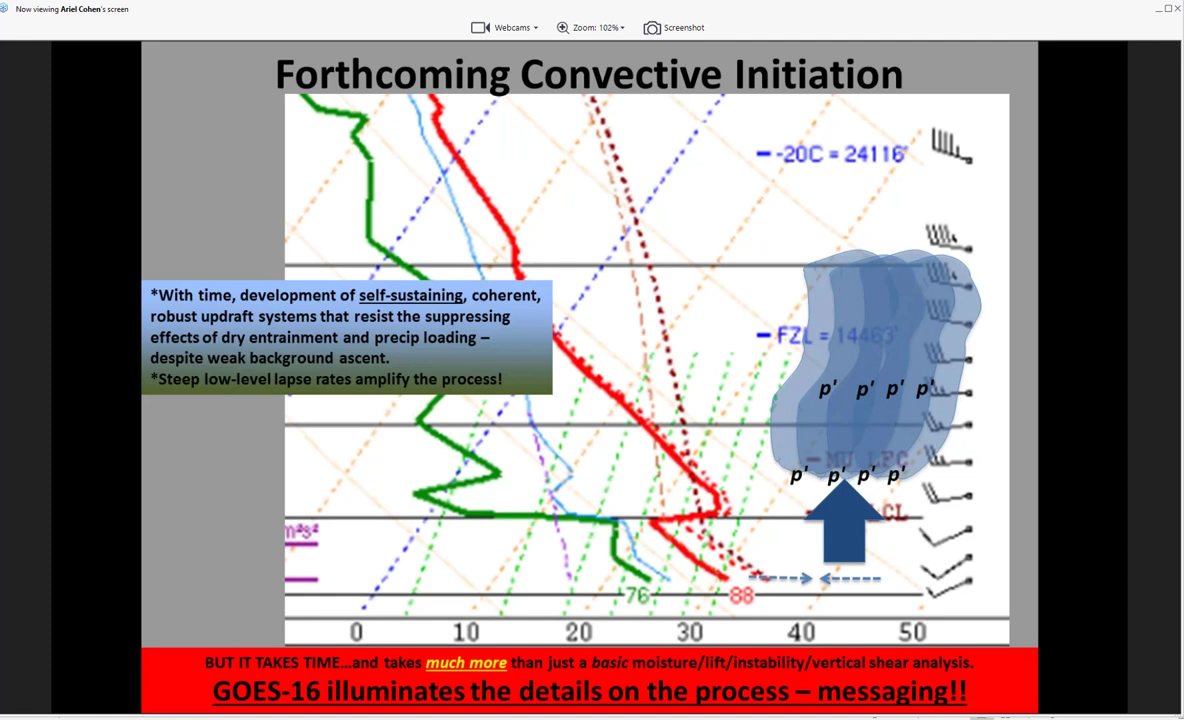 Now viewing Ariel Cohen's screen
Webcams
Zoom: 102%
Screenshot
Forthcoming Convective Initiation
-20C = 24116'
*With time, development of self-sustaining, coherent,
robust updraft systems that resist the suppressing
effects of dry entrainment and precip loading –
despite weak background ascent.
*Steep low-level lapse rates amplify the process!
FZL = 14463'
p' p' p' p'
MU LFC
p' p' p' p'
CL
m²s²
76 88
0 10 20 30 40 50
BUT IT TAKES TIME…and takes much more than just a basic moisture/lift/instability/vertical shear analysis.
GOES-16 illuminates the details on the process – messaging!!